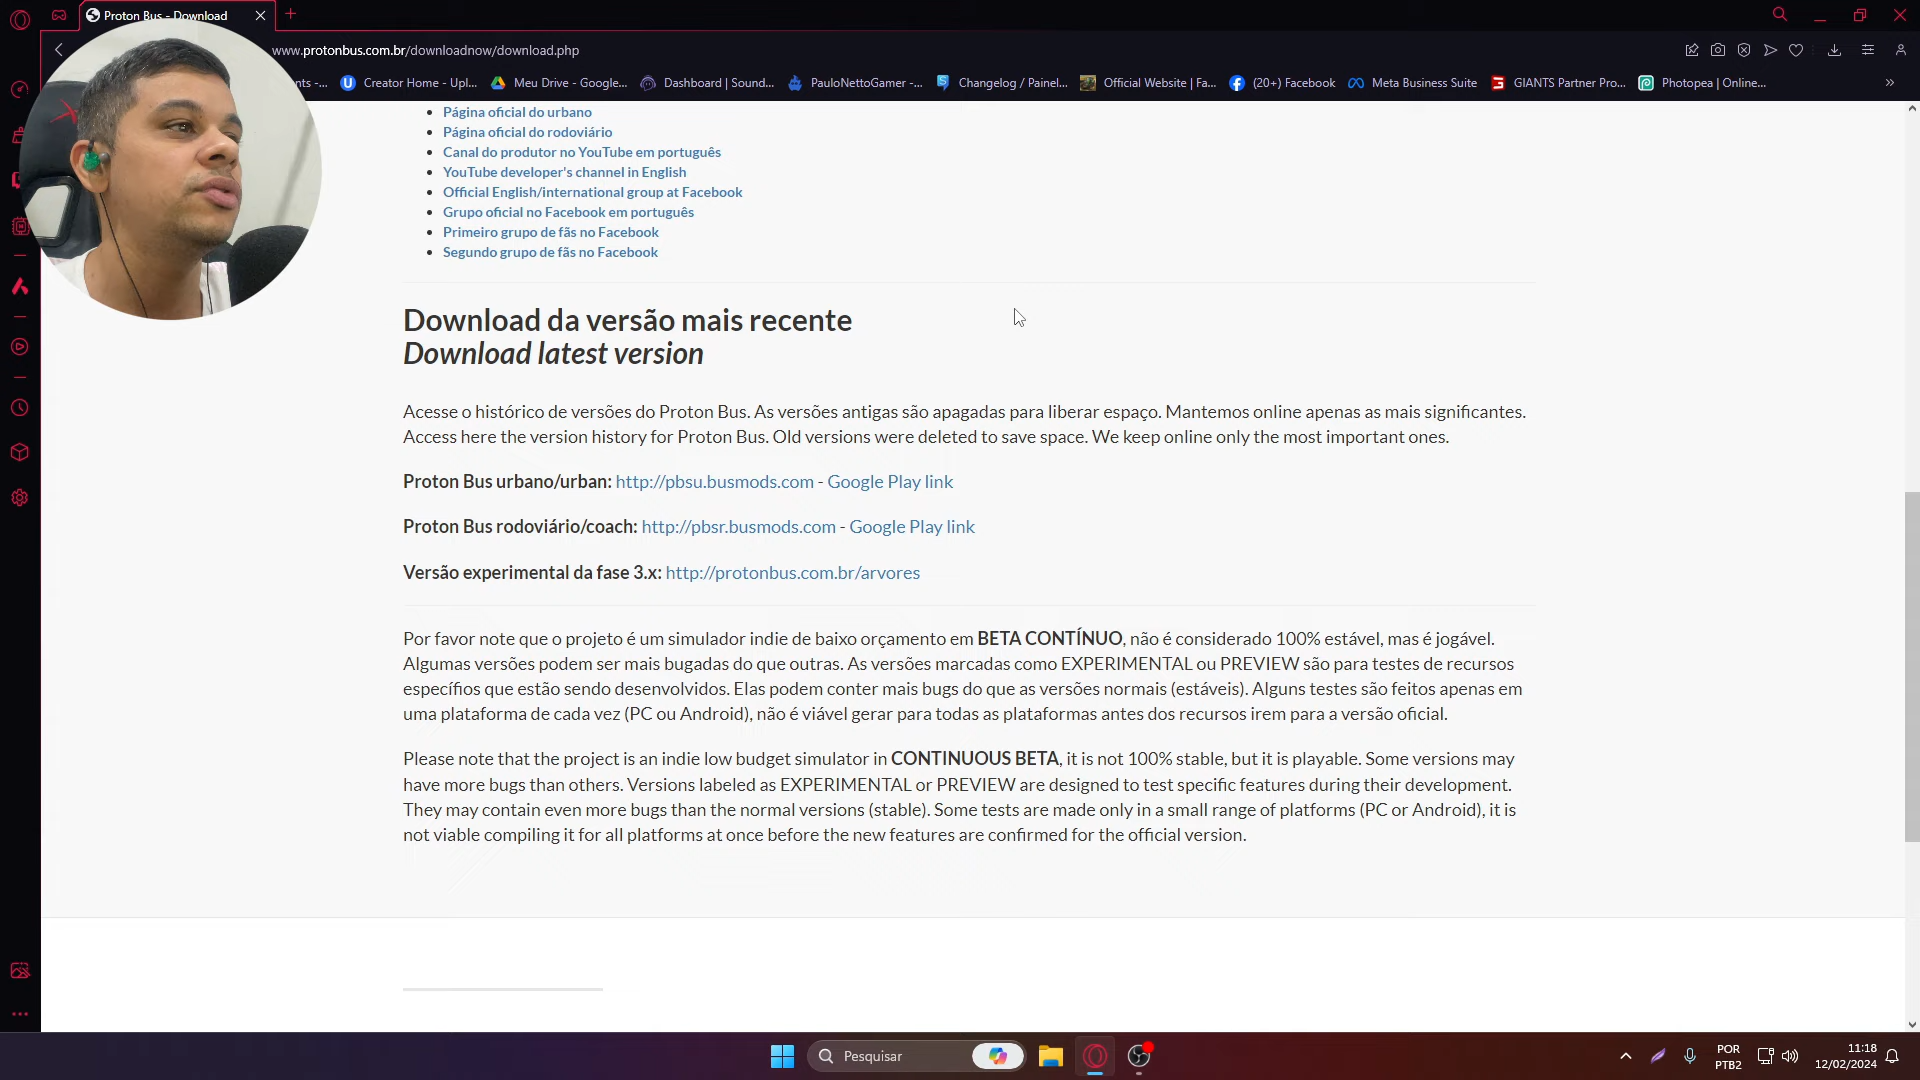 Proton Bus - Download
www.protonbus.com.br/downloadnow/download.php
nts -...
Creator Home - Upl...
Meu Drive - Google...
Dashboard | Sound...
PauloNettoGamer -...
Changelog / Painel...
Official Website | Fa...
(20+) Facebook
Meta Business Suite
GIANTS Partner Pro...
Photopea | Online...
Página oficial do urbano
Página oficial do rodoviário
Canal do produtor no YouTube em português
YouTube developer's channel in English
Official English/international group at Facebook
Grupo oficial no Facebook em português
Primeiro grupo de fãs no Facebook
Segundo grupo de fãs no Facebook
Download da versão mais recente
Download latest version
Acesse o histórico de versões do Proton Bus. As versões antigas são apagadas para liberar espaço. Mantemos online apenas as mais significantes.
Access here the version history for Proton Bus. Old versions were deleted to save space. We keep online only the most important ones.
Proton Bus urbano/urban: http://pbsu.busmods.com - Google Play link
Proton Bus rodoviário/coach: http://pbsr.busmods.com - Google Play link
Versão experimental da fase 3.x: http://protonbus.com.br/arvores
Por favor note que o projeto é um simulador indie de baixo orçamento em BETA CONTÍNUO, não é considerado 100% estável, mas é jogável.
Algumas versões podem ser mais bugadas do que outras. As versões marcadas como EXPERIMENTAL ou PREVIEW são para testes de recursos
específios que estão sendo desenvolvidos. Elas podem conter mais bugs do que as versões normais (estáveis). Alguns testes são feitos apenas em
uma plataforma de cada vez (PC ou Android), não é viável gerar para todas as plataformas antes dos recursos irem para a versão oficial.
Please note that the project is an indie low budget simulator in CONTINUOUS BETA, it is not 100% stable, but it is playable. Some versions may
have more bugs than others. Versions labeled as EXPERIMENTAL or PREVIEW are designed to test specific features during their development.
They may contain even more bugs than the normal versions (stable). Some tests are made only in a small range of platforms (PC or Android), it is
not viable compiling it for all platforms at once before the new features are confirmed for the official version.
Pesquisar
POR
PTB2
11:18
12/02/2024